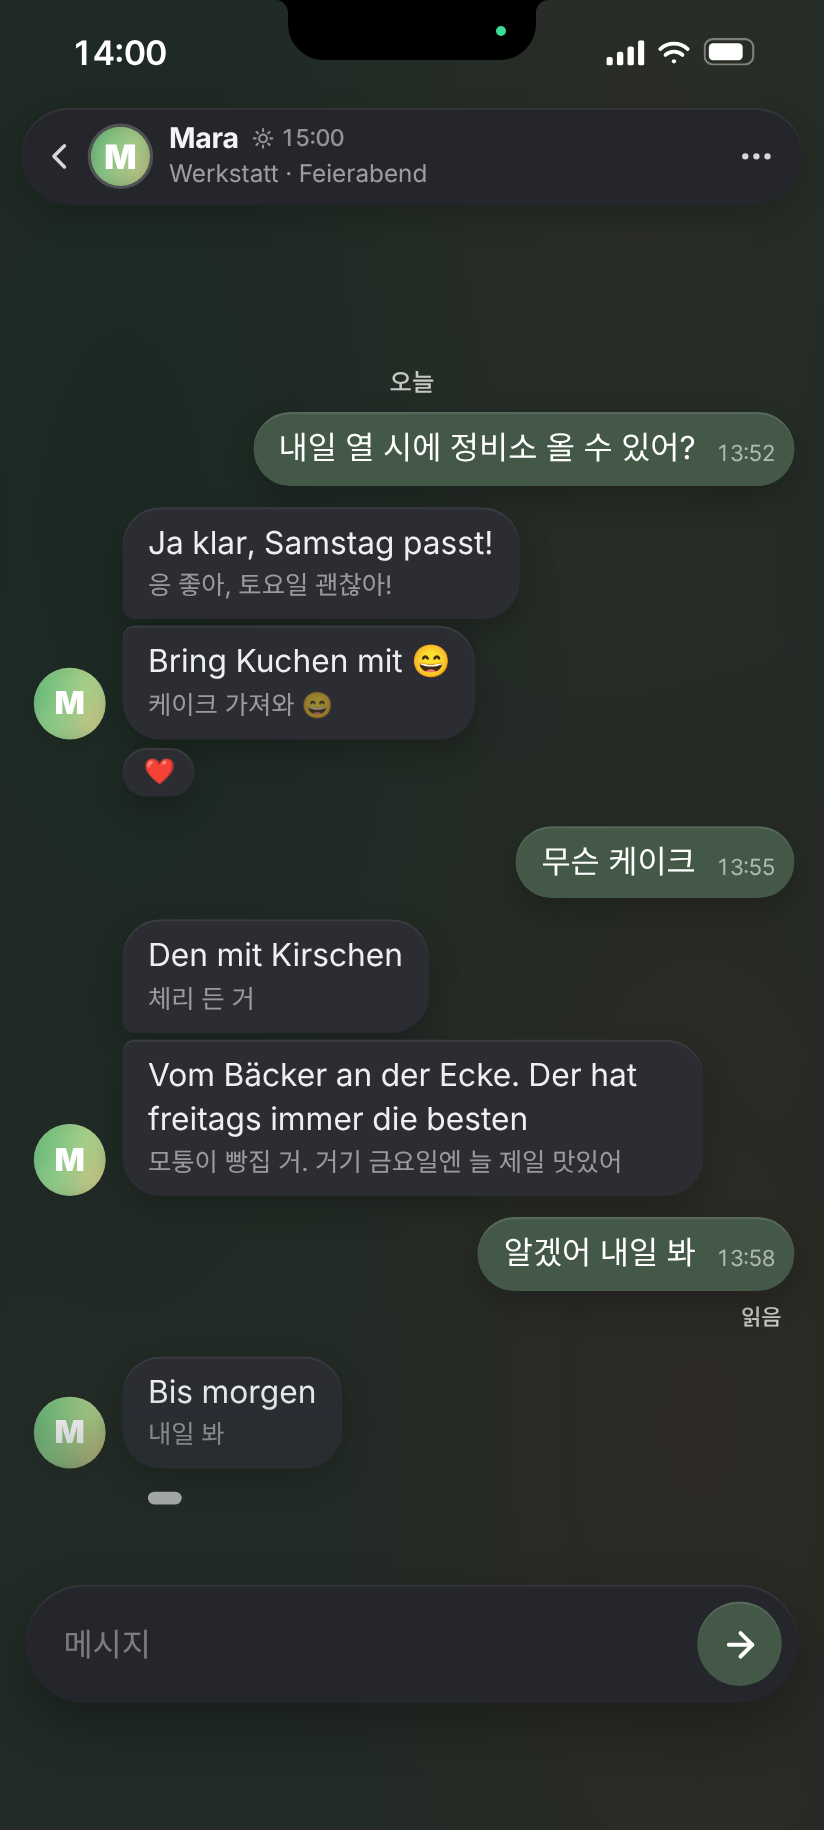 14:00
Mara 15:00
Werkstatt · Feierabend
오늘
내일 열 시에 정비소 올 수 있어? 13:52
Ja klar, Samstag passt!
응 좋아, 토요일 괜찮아!
Bring Kuchen mit 😄
케이크 가져와 😄
❤️
무슨 케이크 13:55
Den mit Kirschen
체리 든 거
Vom Bäcker an der Ecke. Der hat
freitags immer die besten
모퉁이 빵집 거. 거기 금요일엔 늘 제일 맛있어
알겠어 내일 봐 13:58
읽음
Bis morgen
내일 봐
메시지
M
M
M
M